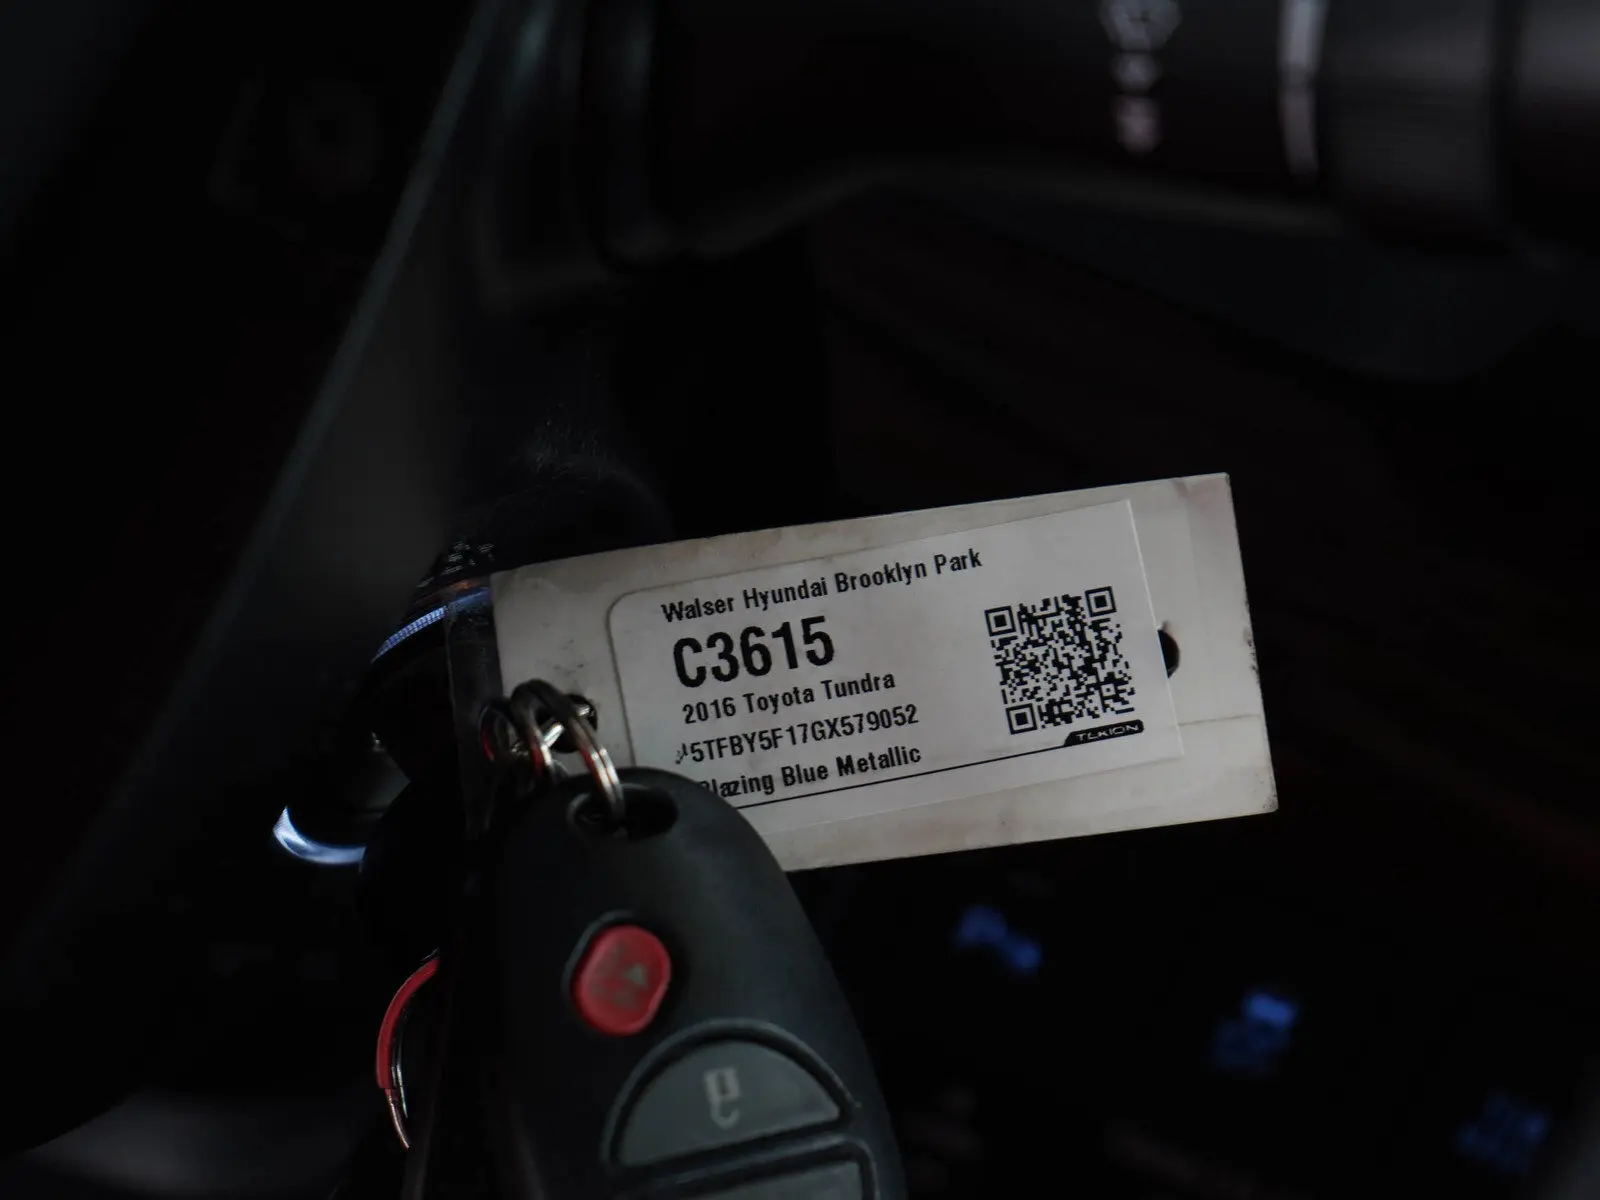 Walser Hyundai Brooklyn Park
C3615
2016 Toyota Tundra
5TFBY5F17GX579052
Blazing Blue Metallic
TEKION